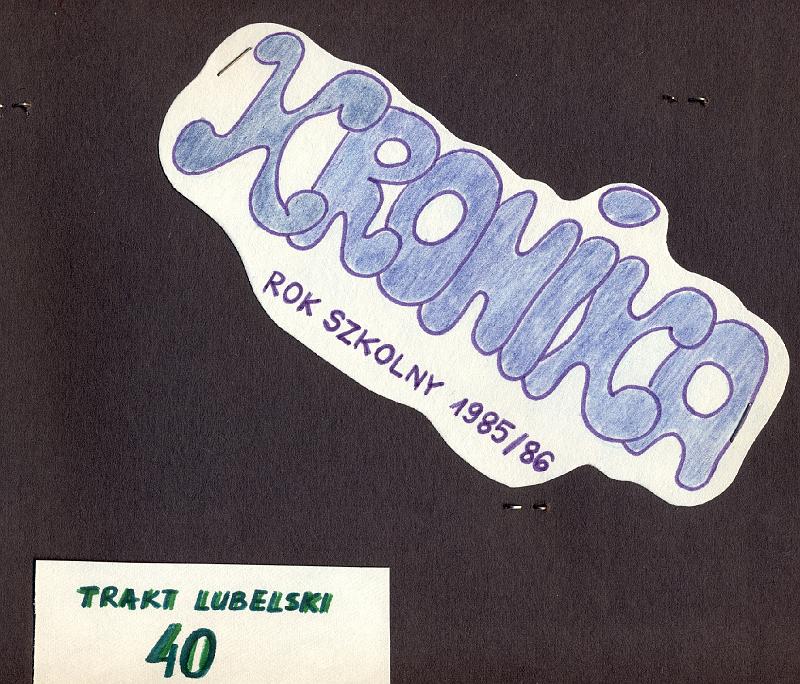 KRONIKA
ROK SZKOLNY 1985/86
TRAKT LUBELSKI
40